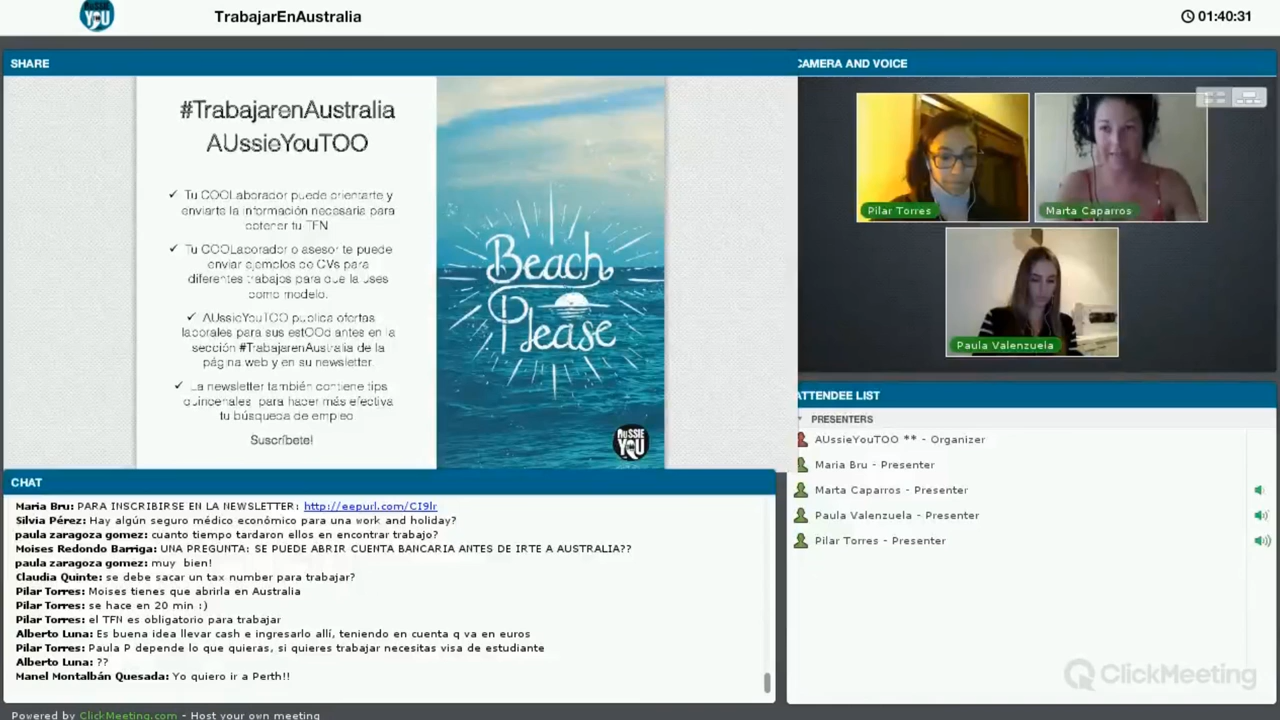 AUSSIE
YOU
TrabajarEnAustralia
01:40:31
SHARE
#TrabajarenAustralia
AUssieYouTOO
✓ Tu COOLaborador puede orientarte y
enviarte la información necesaria para
obtener tu TFN
✓ Tu COOLaborador o asesor te puede
enviar ejemplos de CVs para
diferentes trabajos para que la uses
como modelo.
✓ AUssieYouTOO publica ofertas
laborales para sus estOOdiantes en la
sección #TrabajarenAustralia de la
página web y en su newsletter.
✓ La newsletter también contiene tips
quincenales para hacer más efectiva
tu búsqueda de empleo
Suscríbete!
Beach
Please
AUSSIE
YOU
CAMERA AND VOICE
Pilar Torres
Marta Caparros
Paula Valenzuela
ATTENDEE LIST
PRESENTERS
AUssieYouTOO ** - Organizer
Maria Bru - Presenter
Marta Caparros - Presenter
Paula Valenzuela - Presenter
Pilar Torres - Presenter
CHAT
Maria Bru: PARA INSCRIBIRSE EN LA NEWSLETTER: http://eepurl.com/CI9lr
Silvia Pérez: Hay algún seguro médico económico para una work and holiday?
paula zaragoza gomez: cuanto tiempo tardaron ellos en encontrar trabajo?
Moises Redondo Barriga: UNA PREGUNTA: SE PUEDE ABRIR CUENTA BANCARIA ANTES DE IRTE A AUSTRALIA??
paula zaragoza gomez: muy bien!
Claudia Quinte: se debe sacar un tax number para trabajar?
Pilar Torres: Moises tienes que abrirla en Australia
Pilar Torres: se hace en 20 min :)
Pilar Torres: el TFN es obligatorio para trabajar
Alberto Luna: Es buena idea llevar cash e ingresarlo allí, teniendo en cuenta q va en euros
Pilar Torres: Paula P depende lo que quieras, si quieres trabajar necesitas visa de estudiante
Alberto Luna: ??
Manel Montalbán Quesada: Yo quiero ir a Perth!!
ClickMeeting
Powered by ClickMeeting.com - Host your own meeting